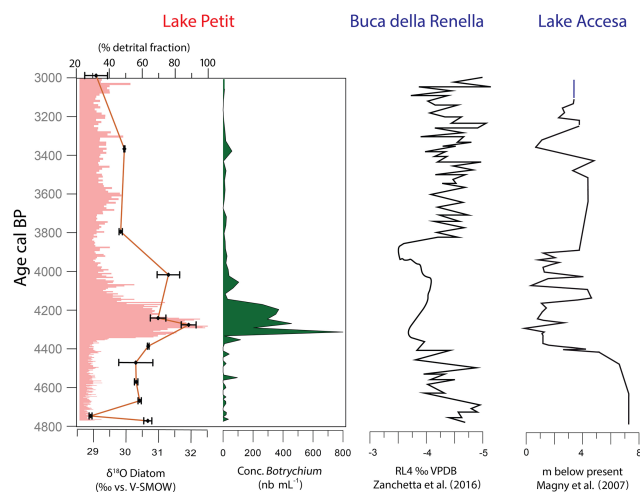 Lake Petit
Buca della Renella
Lake Accesa
(% detrital fraction)
20 40 60 80 100
3000
3200
3400
3600
3800
4000
4200
4400
4600
4800
Age cal BP
29 30 31 32
0 200 400 600 800
-3 -4 -5
0 4 8
δ¹⁸O Diatom
(‰ vs. V-SMOW)
Conc. Botrychium
(nb mL⁻¹)
RL4 ‰ VPDB
Zanchetta et al. (2016)
m below present
Magny et al. (2007)